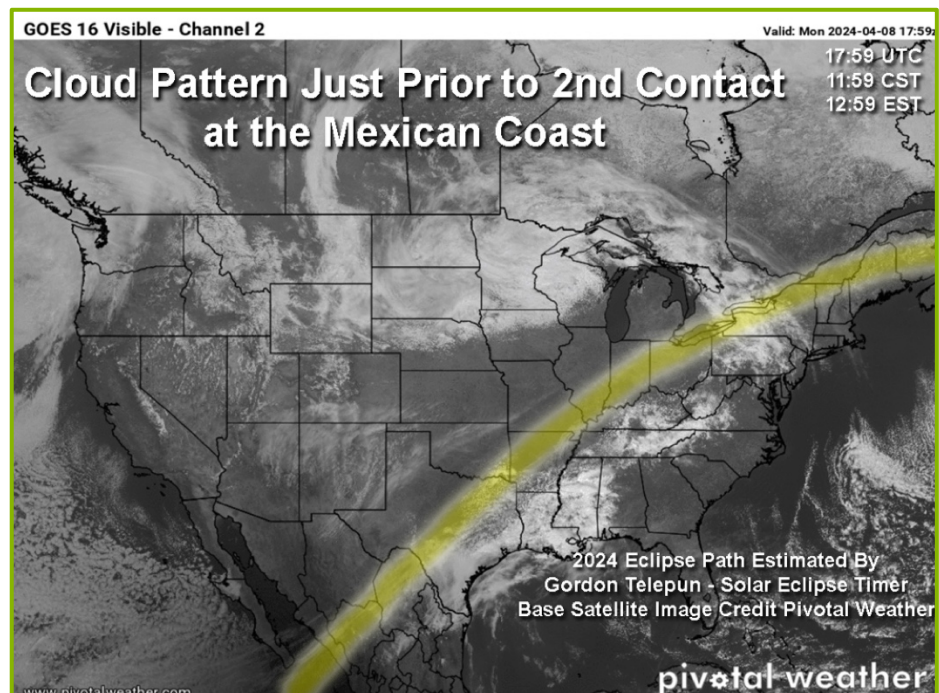 GOES 16 Visible - Channel 2
Valid: Mon 2024-04-08 17:59z
17:59 UTC
11:59 CST
12:59 EST
Cloud Pattern Just Prior to 2nd Contact
at the Mexican Coast
2024 Eclipse Path Estimated By
Gordon Telepun - Solar Eclipse Timer
Base Satellite Image Credit Pivotal Weather
www.pivotalweather.com
pivotal weather